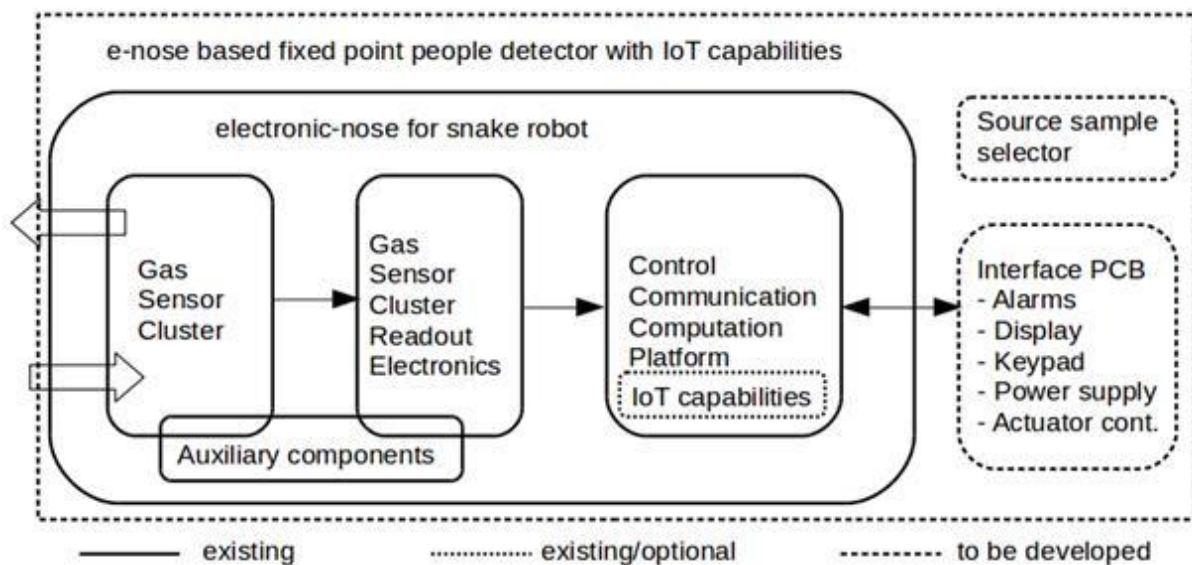 e-nose based fixed point people detector with IoT capabilities
electronic-nose for snake robot
Source sample
selector
Gas
Sensor
Cluster
Gas
Sensor
Cluster
Readout
Electronics
Control
Communication
Computation
Platform
IoT capabilities
Interface PCB
- Alarms
- Display
- Keypad
- Power supply
- Actuator cont.
Auxiliary components
existing
existing/optional
to be developed